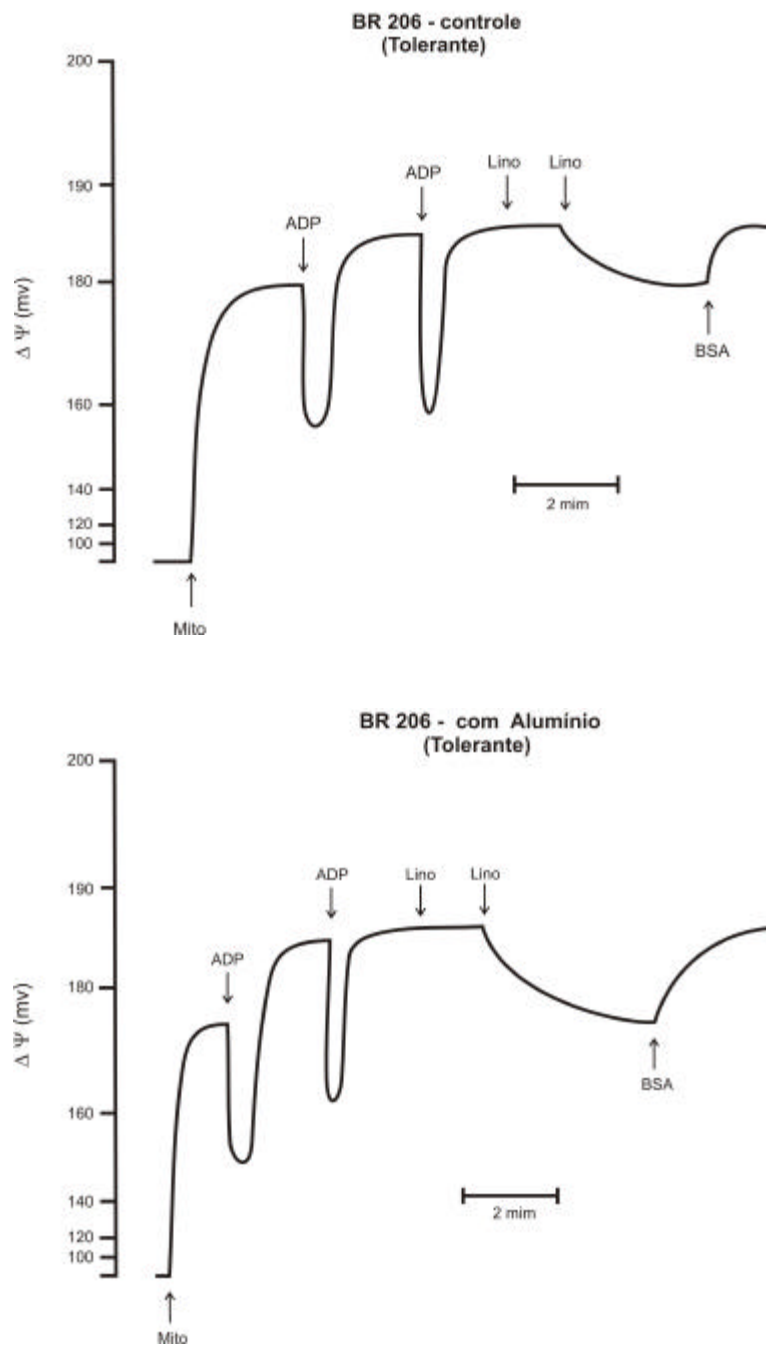 BR 206 - controle
(Tolerante)
200
190
180
160
140
120
100
Δ Ψ (mv)
Mito
ADP
ADP
Lino
Lino
BSA
2 mim
BR 206 - com Alumínio
(Tolerante)
200
190
180
160
140
120
100
Δ Ψ (mv)
Mito
ADP
ADP
Lino
Lino
BSA
2 mim